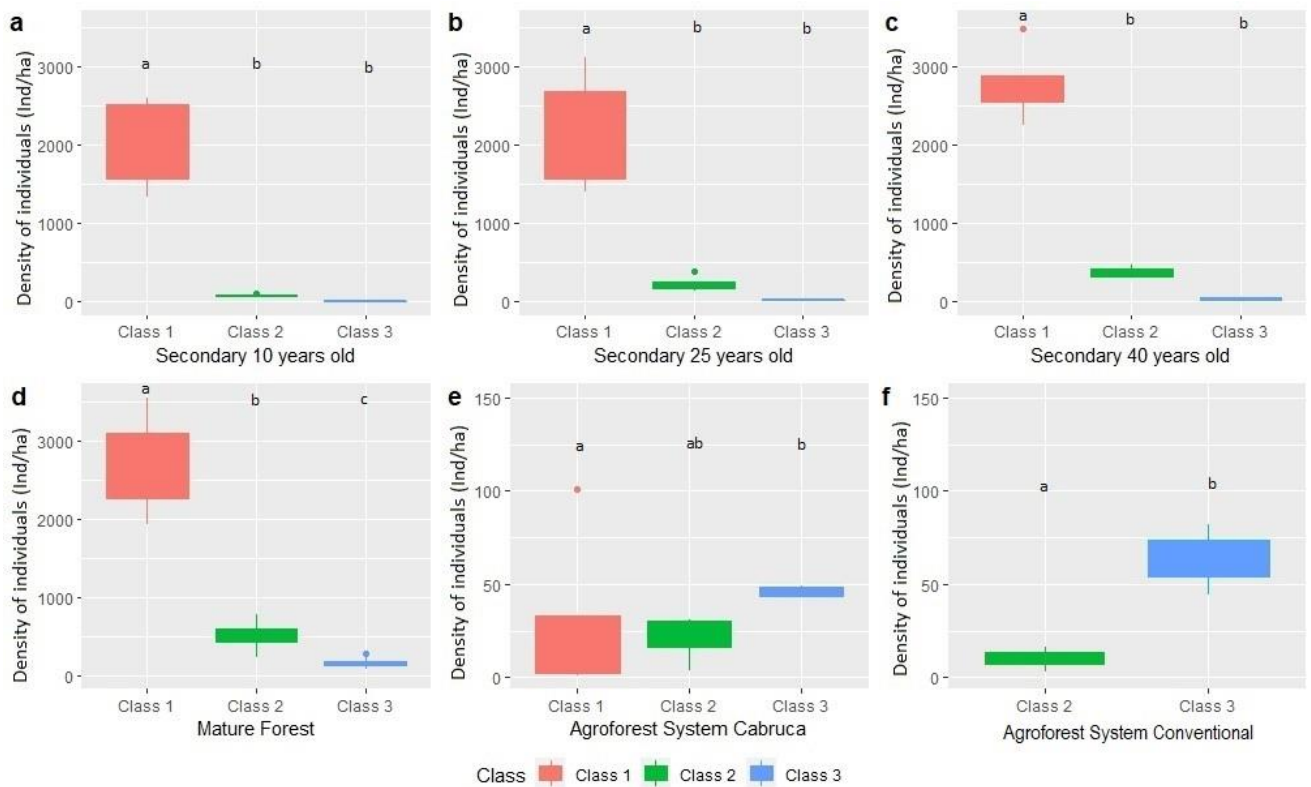 a
b
c
Density of individuals (Ind/ha)
3000
2000
1000
0
a
b
b
Class 1
Class 2
Class 3
Secondary 10 years old
Density of individuals (Ind/ha)
3000
2000
1000
0
a
b
b
Class 1
Class 2
Class 3
Secondary 25 years old
Density of individuals (Ind/ha)
3000
2000
1000
0
a
b
b
Class 1
Class 2
Class 3
Secondary 40 years old
d
e
f
Density of individuals (Ind/ha)
3000
2000
1000
0
a
b
c
Class 1
Class 2
Class 3
Mature Forest
Density of individuals (Ind/ha)
150
100
50
0
a
ab
b
Class 1
Class 2
Class 3
Agroforest System Cabruca
Density of individuals (Ind/ha)
150
100
50
0
a
b
Class 2
Class 3
Agroforest System Conventional
Class Class 1 Class 2 Class 3